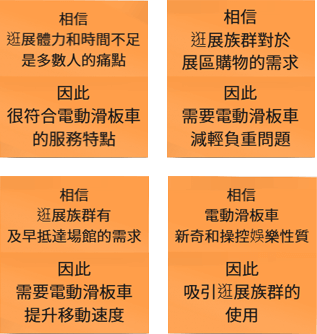 相信
逛展體力和時間不足
是多數人的痛點
因此
很符合電動滑板車
的服務特點
相信
逛展族群對於
展區購物的需求
因此
需要電動滑板車
減輕負重問題
相信
逛展族群有
及早抵達場館的需求
因此
需要電動滑板車
提升移動速度
相信
電動滑板車
新奇和操控娛樂性質
因此
吸引逛展族群的
使用